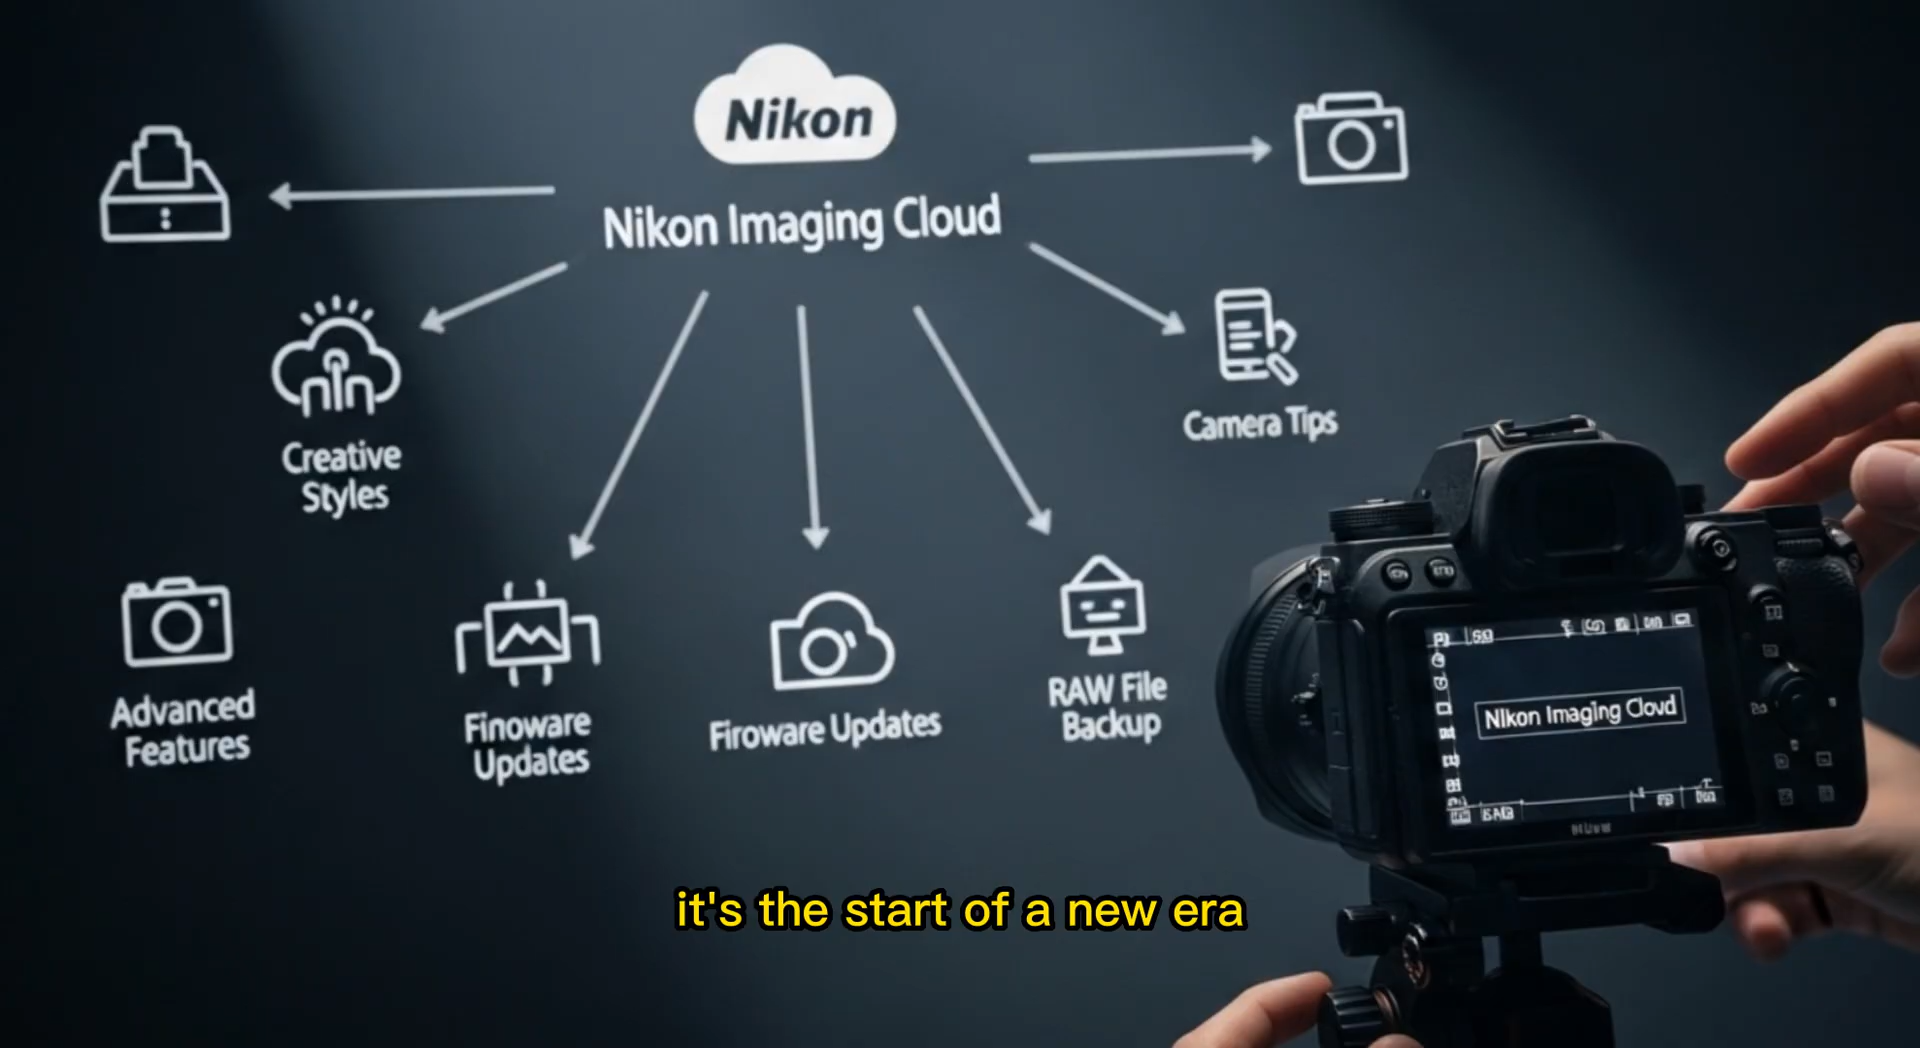 Nikon
Nikon Imaging Cloud
Camera Tips
Creative
Styles
Advanced
Features
Finoware
Updates
Firoware Updates
RAW File
Backup
NIkon Imaging Clovd
it's the start of a new era